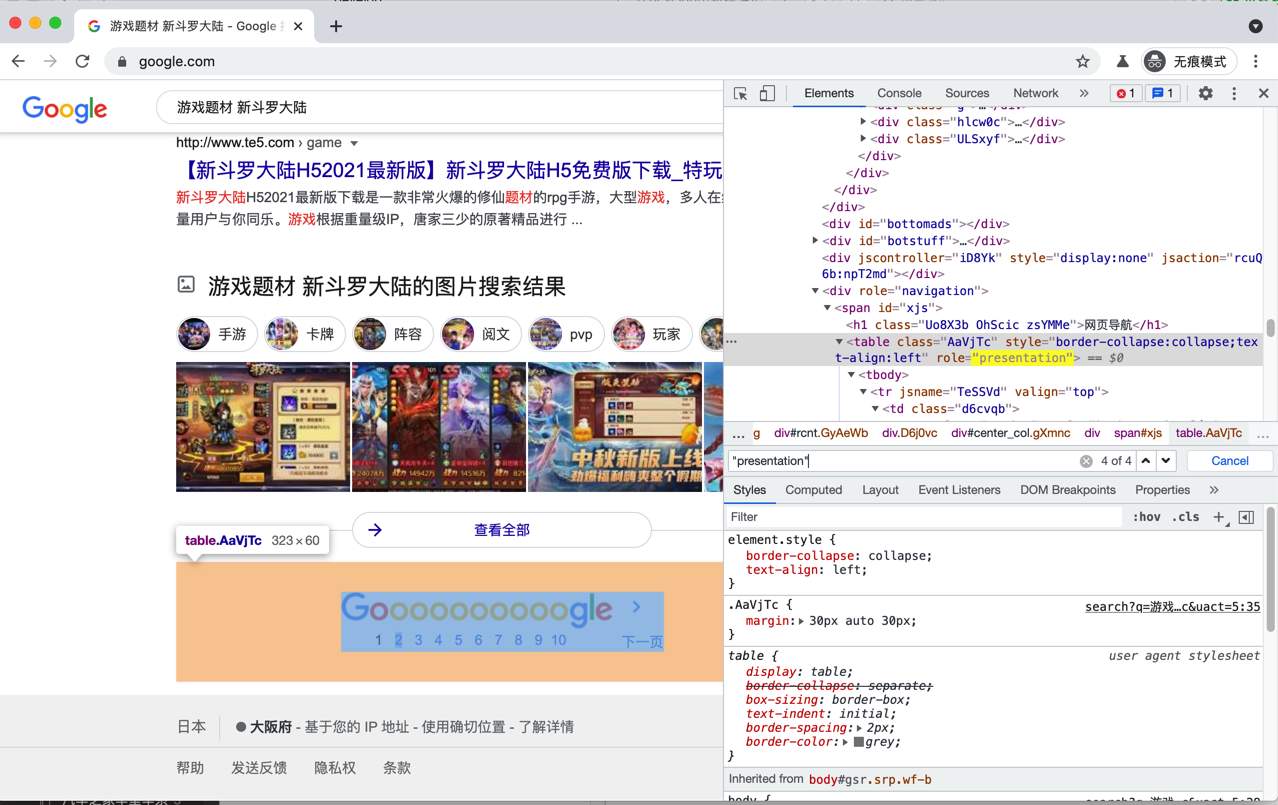 游戏题材 新斗罗大陆 - Google
google.com
无痕模式
Google
游戏题材 新斗罗大陆
http://www.te5.com › game
【新斗罗大陆H52021最新版】新斗罗大陆H5免费版下载_特玩
新斗罗大陆H52021最新版下载是一款非常火爆的修仙题材的rpg手游，大型游戏，多人在
量用户与你同乐。游戏根据重量级IP，唐家三少的原著精品进行 ...
游戏题材 新斗罗大陆的图片搜索结果
手游
卡牌
阵容
阅文
pvp
玩家
中秋新版上线
劲爆福利嗨爽整个假期
查看全部
table.AaVjTc 323 × 60
Goooooooooogle
1 2 3 4 5 6 7 8 9 10 下一页
日本
大阪府 - 基于您的 IP 地址 - 使用确切位置 - 了解详情
帮助 发送反馈 隐私权 条款
Elements Console Sources Network » 1 1
<div class="hlcw0c">…</div>
<div class="ULSxyf">…</div>
</div>
</div>
</div>
</div>
<div id="bottomads"></div>
<div id="botstuff">…</div>
<div jscontroller="iD8Yk" style="display:none" jsaction="rcuQ
6b:npT2md"></div>
<div role="navigation">
<span id="xjs">
<h1 class="Uo8X3b OhScic zsYMMe">网页导航</h1>
<table class="AaVjTc" style="border-collapse:collapse;tex
t-align:left" role="presentation"> == $0
<tbody>
<tr jsname="TeSSVd" valign="top">
<td class="d6cvqb">
… g div#rcnt.GyAeWb div.D6j0vc div#center_col.gXmnc div span#xjs table.AaVjTc …
"presentation" 4 of 4 Cancel
Styles Computed Layout Event Listeners DOM Breakpoints Properties »
Filter :hov .cls +
element.style {
border-collapse: collapse;
text-align: left;
}
.AaVjTc { search?q=游戏…c&uact=5:35
margin: 30px auto 30px;
}
table { user agent stylesheet
display: table;
border-collapse: separate;
box-sizing: border-box;
text-indent: initial;
border-spacing: 2px;
border-color: grey;
}
Inherited from body#gsr.srp.wf-b